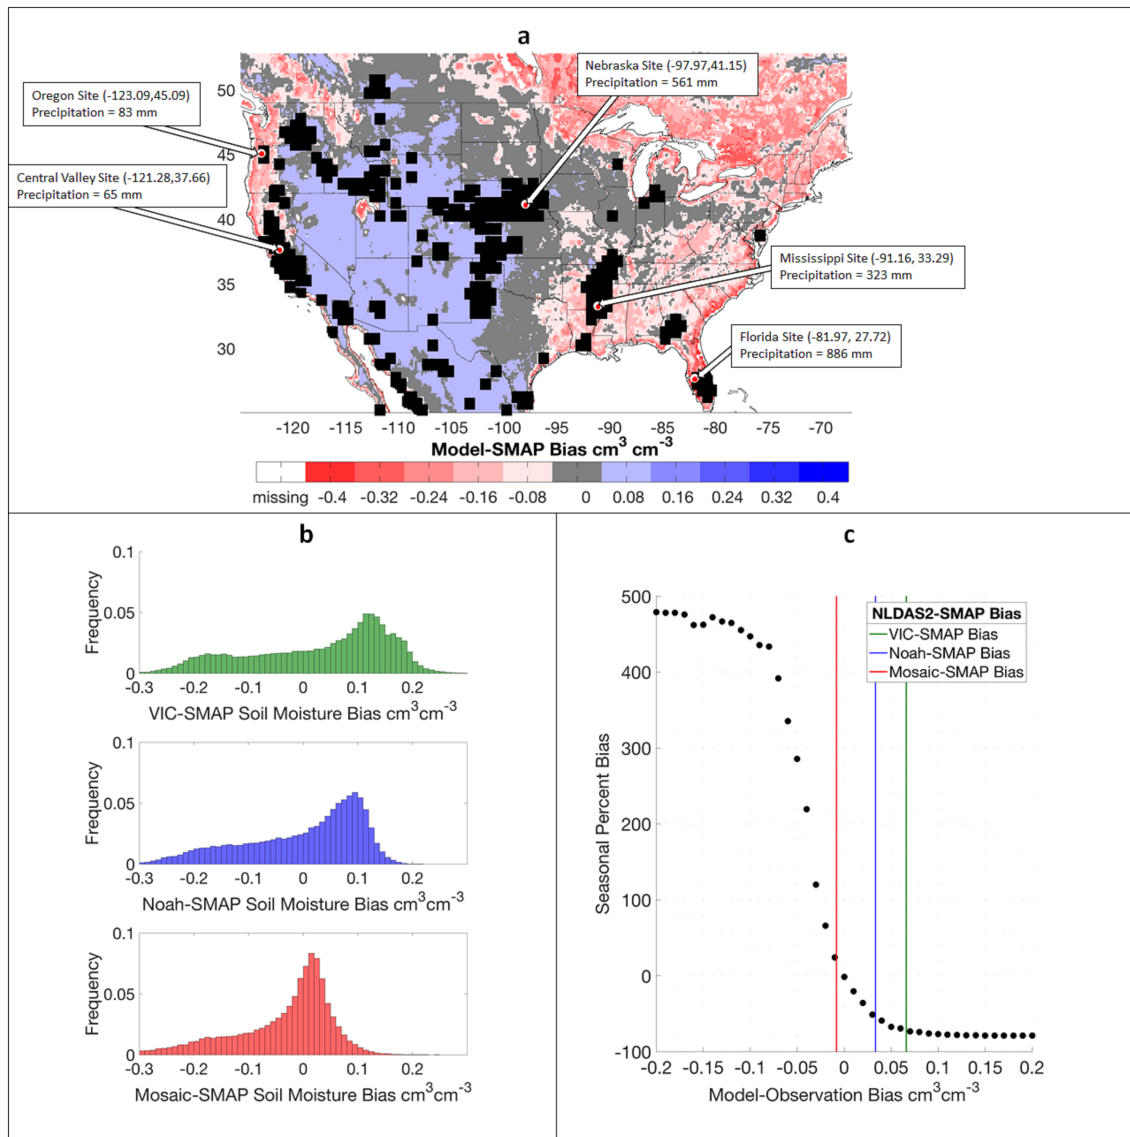 a
Nebraska Site (-97.97,41.15)
Precipitation = 561 mm
Oregon Site (-123.09,45.09)
Precipitation = 83 mm
Central Valley Site (-121.28,37.66)
Precipitation = 65 mm
Mississippi Site (-91.16, 33.29)
Precipitation = 323 mm
Florida Site (-81.97, 27.72)
Precipitation = 886 mm
50
45
40
35
30
-120 -115 -110 -105 -100 -95 -90 -85 -80 -75 -70
Model-SMAP Bias cm³ cm⁻³
missing -0.4 -0.32 -0.24 -0.16 -0.08 0 0.08 0.16 0.24 0.32 0.4
b
0.1
0.05
0
Frequency
-0.3 -0.2 -0.1 0 0.1 0.2
VIC-SMAP Soil Moisture Bias cm³cm⁻³
0.1
0.05
0
Frequency
-0.3 -0.2 -0.1 0 0.1 0.2
Noah-SMAP Soil Moisture Bias cm³cm⁻³
0.1
0.05
0
Frequency
-0.3 -0.2 -0.1 0 0.1 0.2
Mosaic-SMAP Soil Moisture Bias cm³cm⁻³
c
500
400
300
200
100
0
-100
Seasonal Percent Bias
NLDAS2-SMAP Bias
VIC-SMAP Bias
Noah-SMAP Bias
Mosaic-SMAP Bias
-0.2 -0.15 -0.1 -0.05 0 0.05 0.1 0.15 0.2
Model-Observation Bias cm³cm⁻³